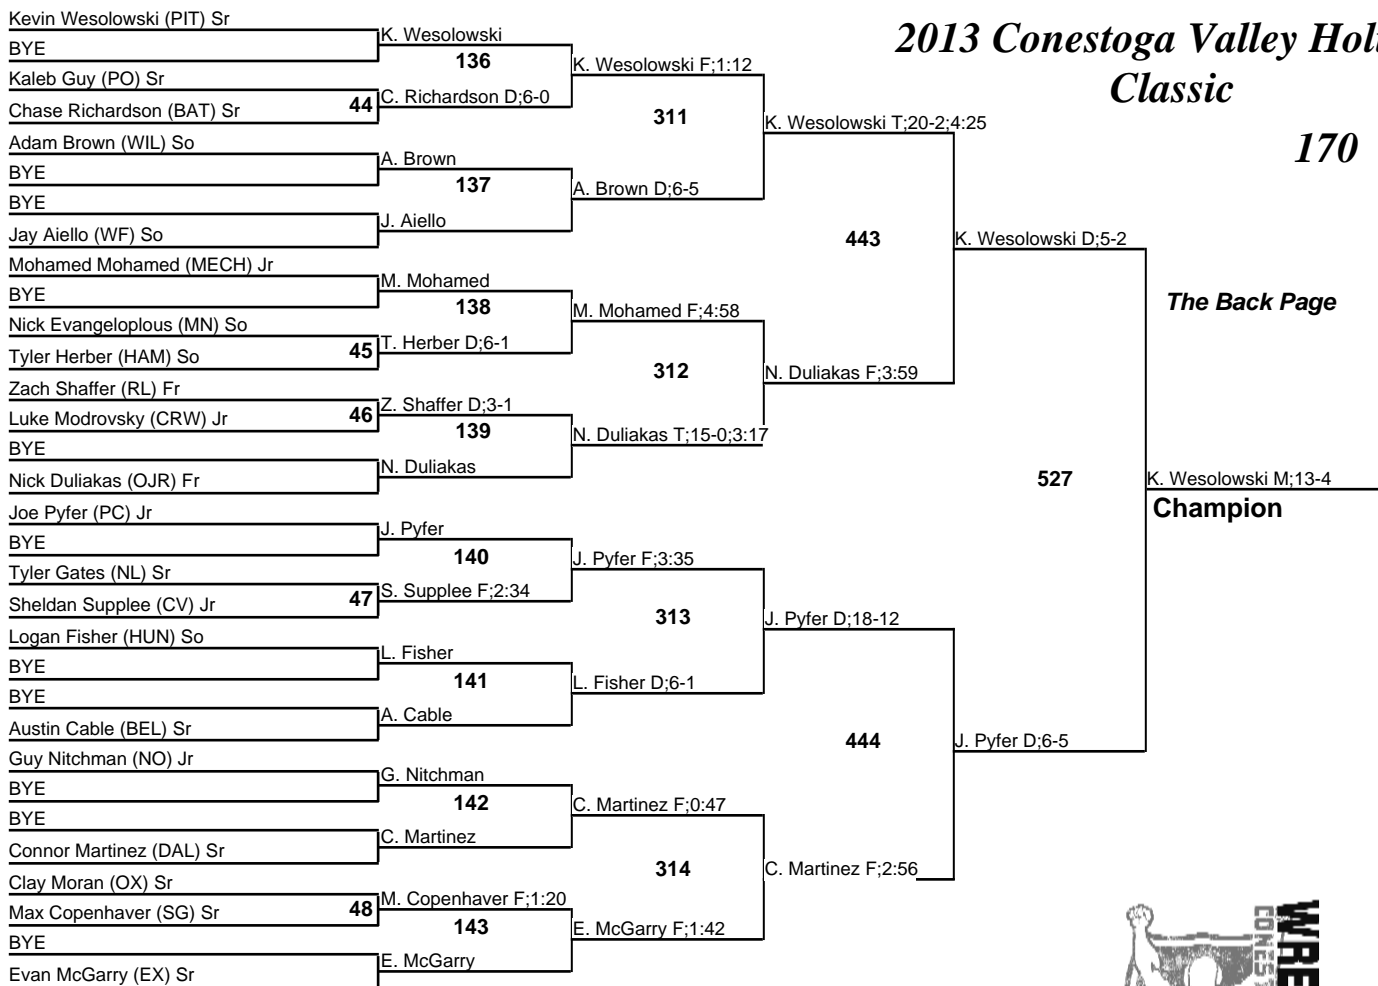 2013 Conestoga Valley Holi
Classic
170
The Back Page
Kevin Wesolowski (PIT) Sr
BYE
Kaleb Guy (PO) Sr
Chase Richardson (BAT) Sr
Adam Brown (WIL) So
BYE
BYE
Jay Aiello (WF) So
Mohamed Mohamed (MECH) Jr
BYE
Nick Evangeloplous (MN) So
Tyler Herber (HAM) So
Zach Shaffer (RL) Fr
Luke Modrovsky (CRW) Jr
BYE
Nick Duliakas (OJR) Fr
Joe Pyfer (PC) Jr
BYE
Tyler Gates (NL) Sr
Sheldan Supplee (CV) Jr
Logan Fisher (HUN) So
BYE
BYE
Austin Cable (BEL) Sr
Guy Nitchman (NO) Jr
BYE
BYE
Connor Martinez (DAL) Sr
Clay Moran (OX) Sr
Max Copenhaver (SG) Sr
BYE
Evan McGarry (EX) Sr
44
45
46
47
48
K. Wesolowski
136
C. Richardson D;6-0
A. Brown
137
J. Aiello
M. Mohamed
138
T. Herber D;6-1
Z. Shaffer D;3-1
139
N. Duliakas
J. Pyfer
140
S. Supplee F;2:34
L. Fisher
141
A. Cable
G. Nitchman
142
C. Martinez
M. Copenhaver F;1:20
143
E. McGarry
K. Wesolowski F;1:12
311
A. Brown D;6-5
M. Mohamed F;4:58
312
N. Duliakas T;15-0;3:17
J. Pyfer F;3:35
313
L. Fisher D;6-1
C. Martinez F;0:47
314
E. McGarry F;1:42
K. Wesolowski T;20-2;4:25
443
N. Duliakas F;3:59
J. Pyfer D;18-12
444
C. Martinez F;2:56
K. Wesolowski D;5-2
527
J. Pyfer D;6-5
K. Wesolowski M;13-4
Champion
WRE
CONEST